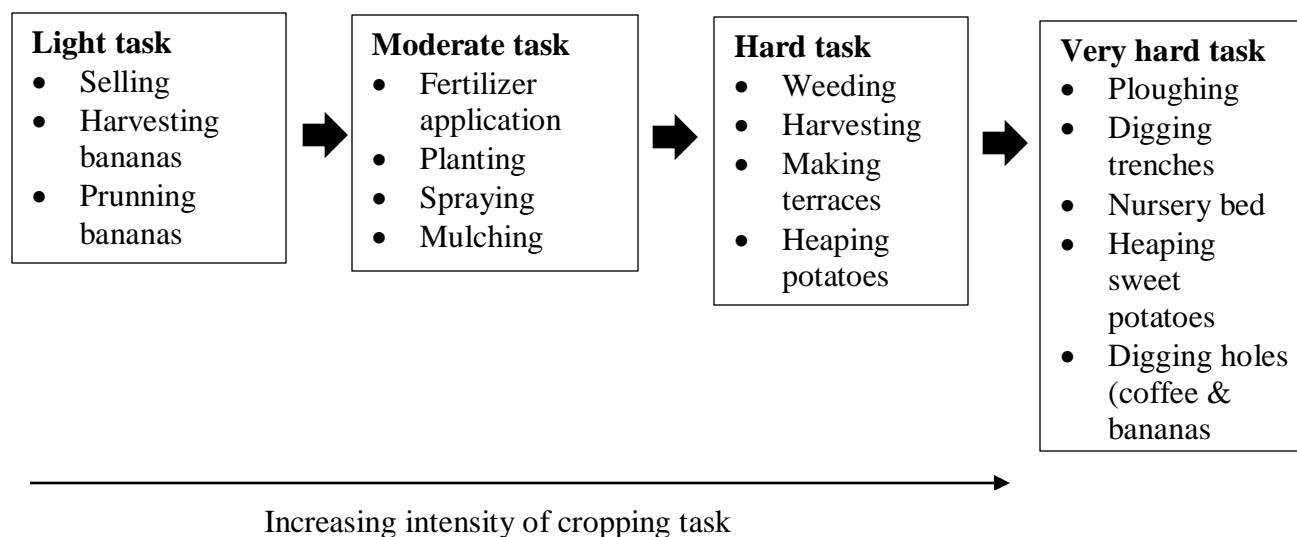 Light task
• Selling
• Harvesting
bananas
• Prunning
bananas
Moderate task
• Fertilizer
application
• Planting
• Spraying
• Mulching
Hard task
• Weeding
• Harvesting
• Making
terraces
• Heaping
potatoes
Very hard task
• Ploughing
• Digging
trenches
• Nursery bed
• Heaping
sweet
potatoes
• Digging holes
(coffee &
bananas
Increasing intensity of cropping task